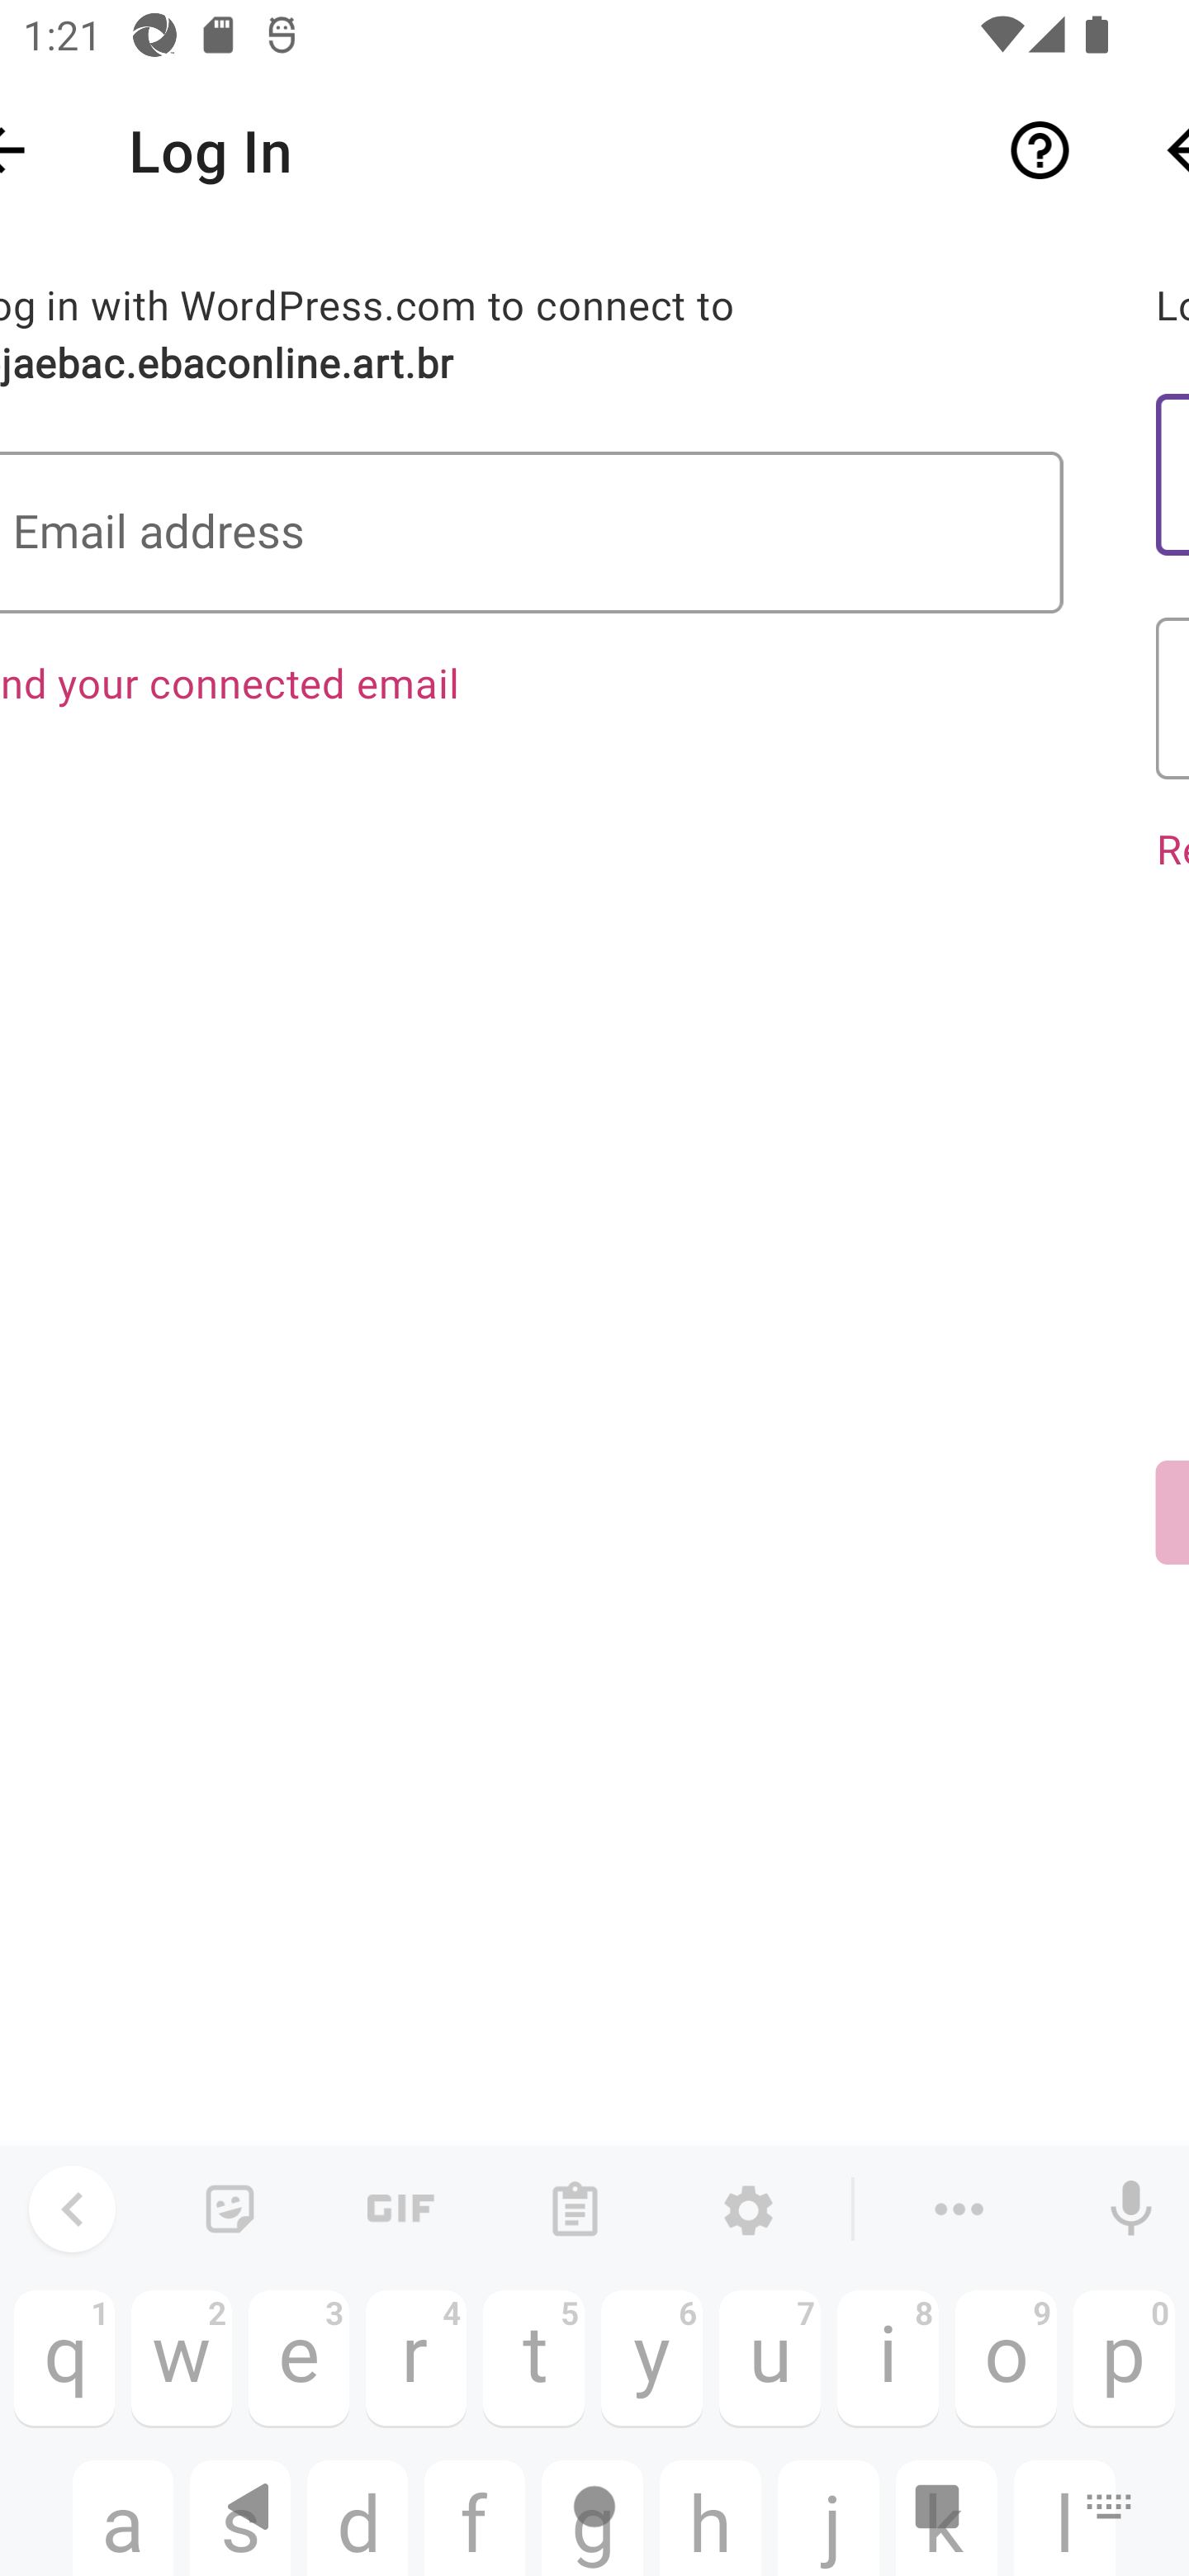 1:21
Log In
og in with WordPress.com to connect to
jaebac.ebaconline.art.br
Lo
Email address
nd your connected email
Re
GIF
1 2 3 4 5 6 7 8 9 0
q w e r t y u i o p
a s d f g h j k l